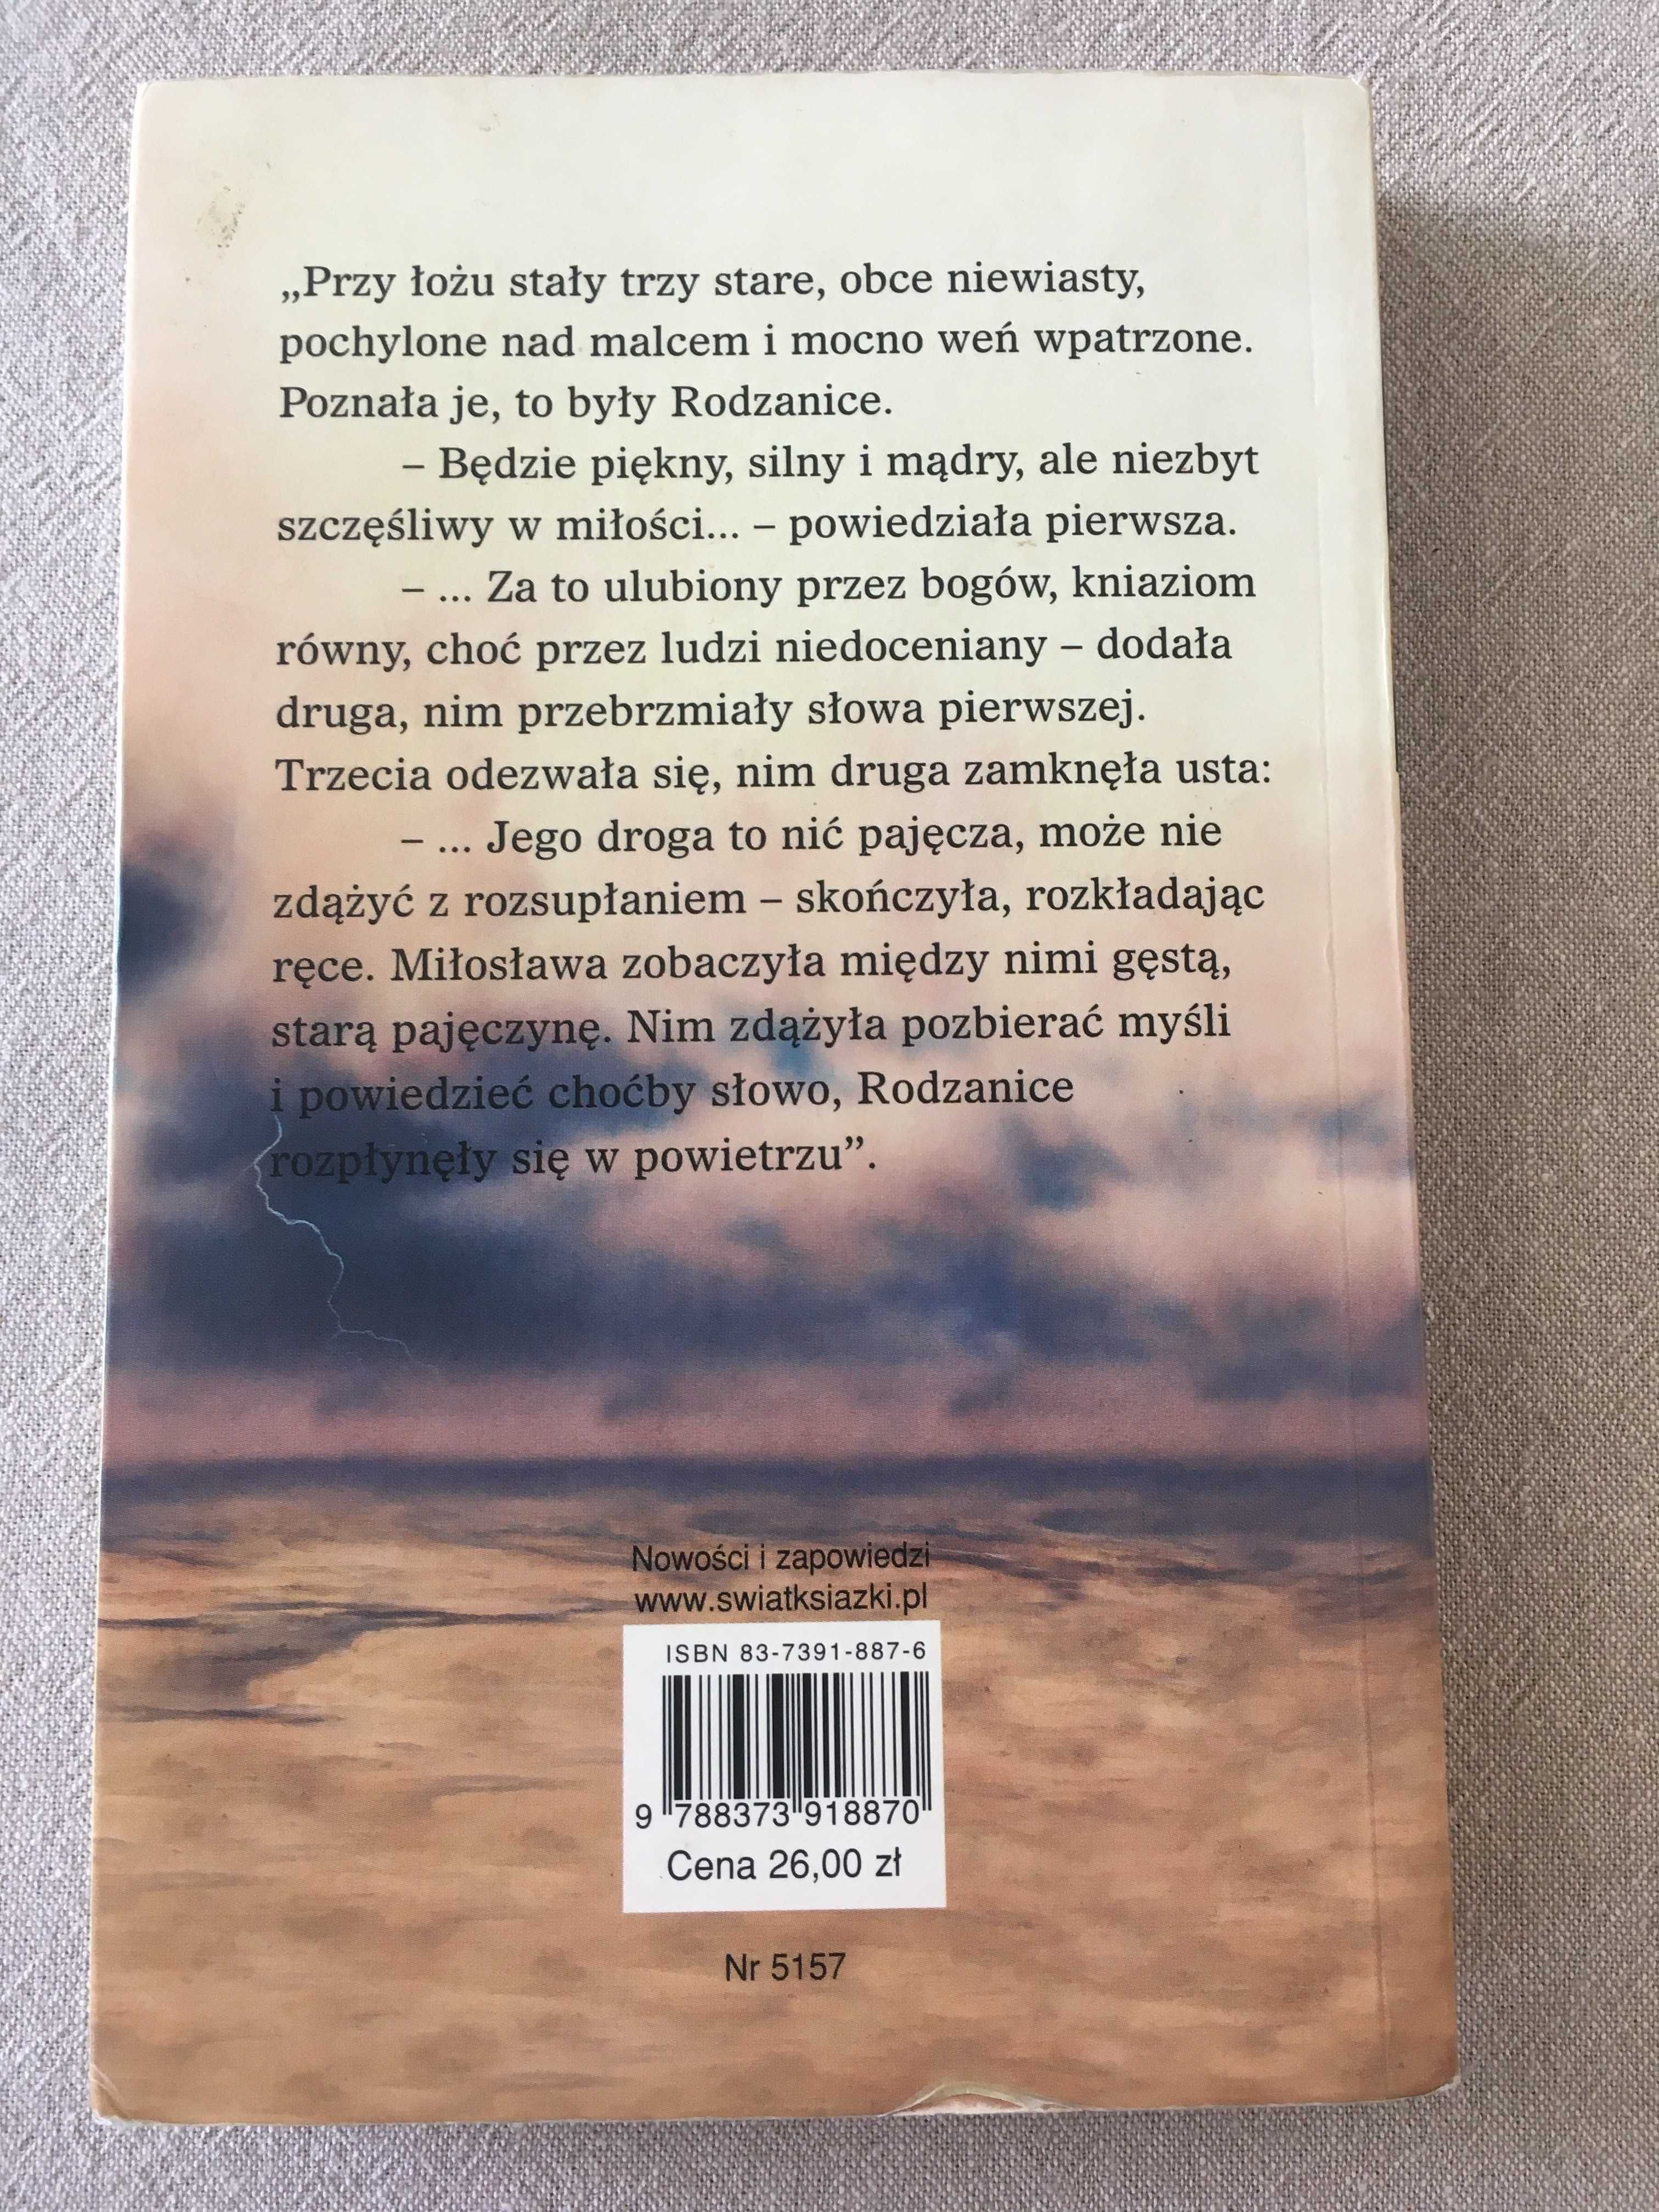 „Przy łożu stały trzy stare, obce niewiasty,
pochylone nad malcem i mocno weń wpatrzone.
Poznała je, to były Rodzanice.
– Będzie piękny, silny i mądry, ale niezbyt
szczęśliwy w miłości... – powiedziała pierwsza.
– ... Za to ulubiony przez bogów, kniaziom
równy, choć przez ludzi niedoceniany – dodała
druga, nim przebrzmiały słowa pierwszej.
Trzecia odezwała się, nim druga zamknęła usta:
– ... Jego droga to nić pajęcza, może nie
zdążyć z rozsupłaniem – skończyła, rozkładając
ręce. Miłosława zobaczyła między nimi gęstą,
starą pajęczynę. Nim zdążyła pozbierać myśli
i powiedzieć choćby słowo, Rodzanice
rozpłynęły się w powietrzu”.
Nowości i zapowiedzi
www.swiatksiazki.pl
ISBN 83-7391-887-6
9 788373 918870
Cena 26,00 zł
Nr 5157